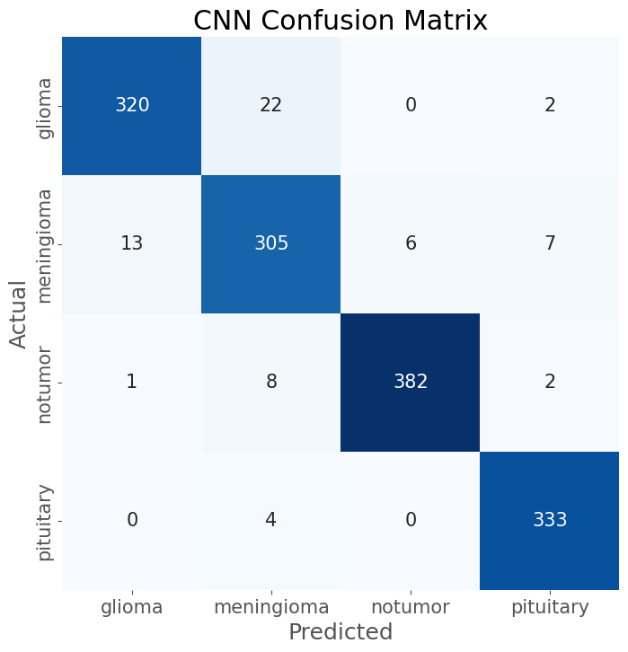 CNN Confusion Matrix
glioma 320 22 0 2
meningioma 13 305 6 7
notumor 1 8 382 2
pituitary 0 4 0 333
Actual
glioma meningioma notumor pituitary
Predicted